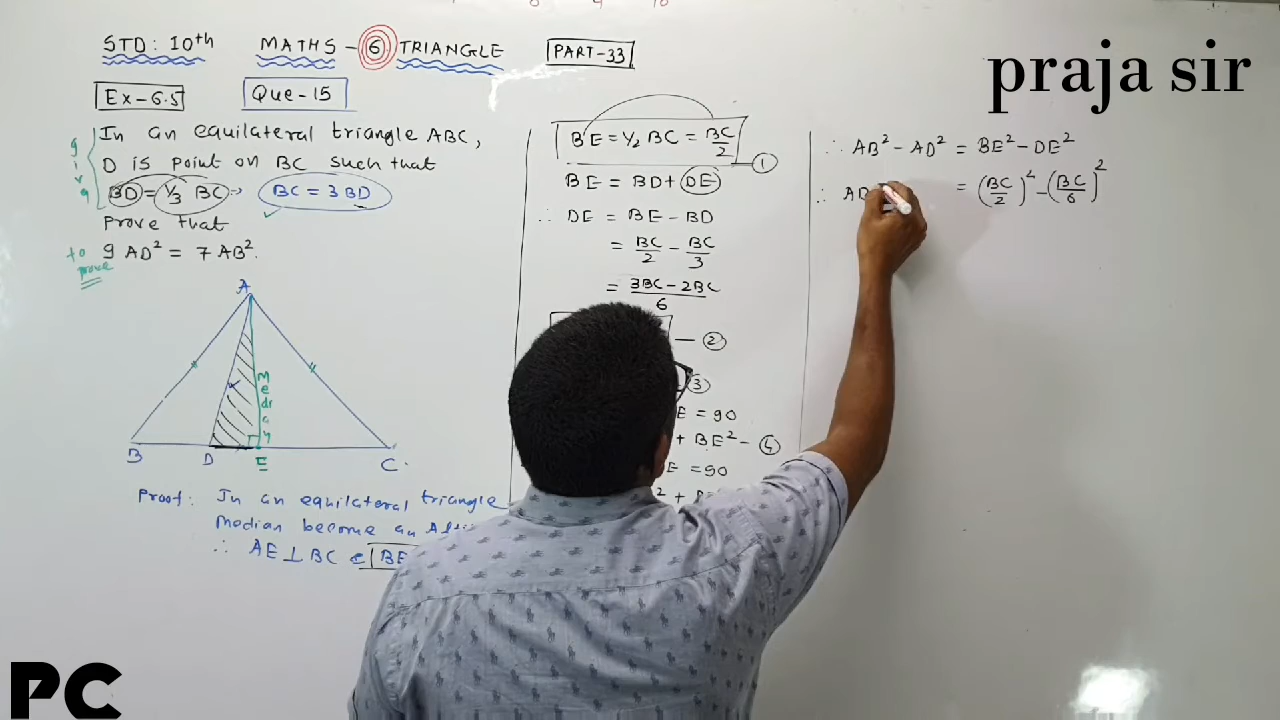 STD: 10th MATHS - 6 TRIANGLE PART-33
praja sir
Ex-6.5 Que-15
In an equilateral triangle ABC,
D is point on BC such that
BD = 1/3 BC BC = 3 BD
Prove that
to prove 9 AD² = 7 AB².
A
B D E C
Proof: In an equilateral triangle
Median become an
∴ AE ⊥ BC BE
BE = 1/2 BC = BC/2 — ①
BE = BD + DE
∴ DE = BE - BD
= BC/2 - BC/3
= 3BC - 2BC / 6
— ②
③
E = 90
+ BE² - ④
E = 90
² +
∴ AB² - AD² = BE² - DE²
∴ = (BC/2)² - (BC/6)²
PC